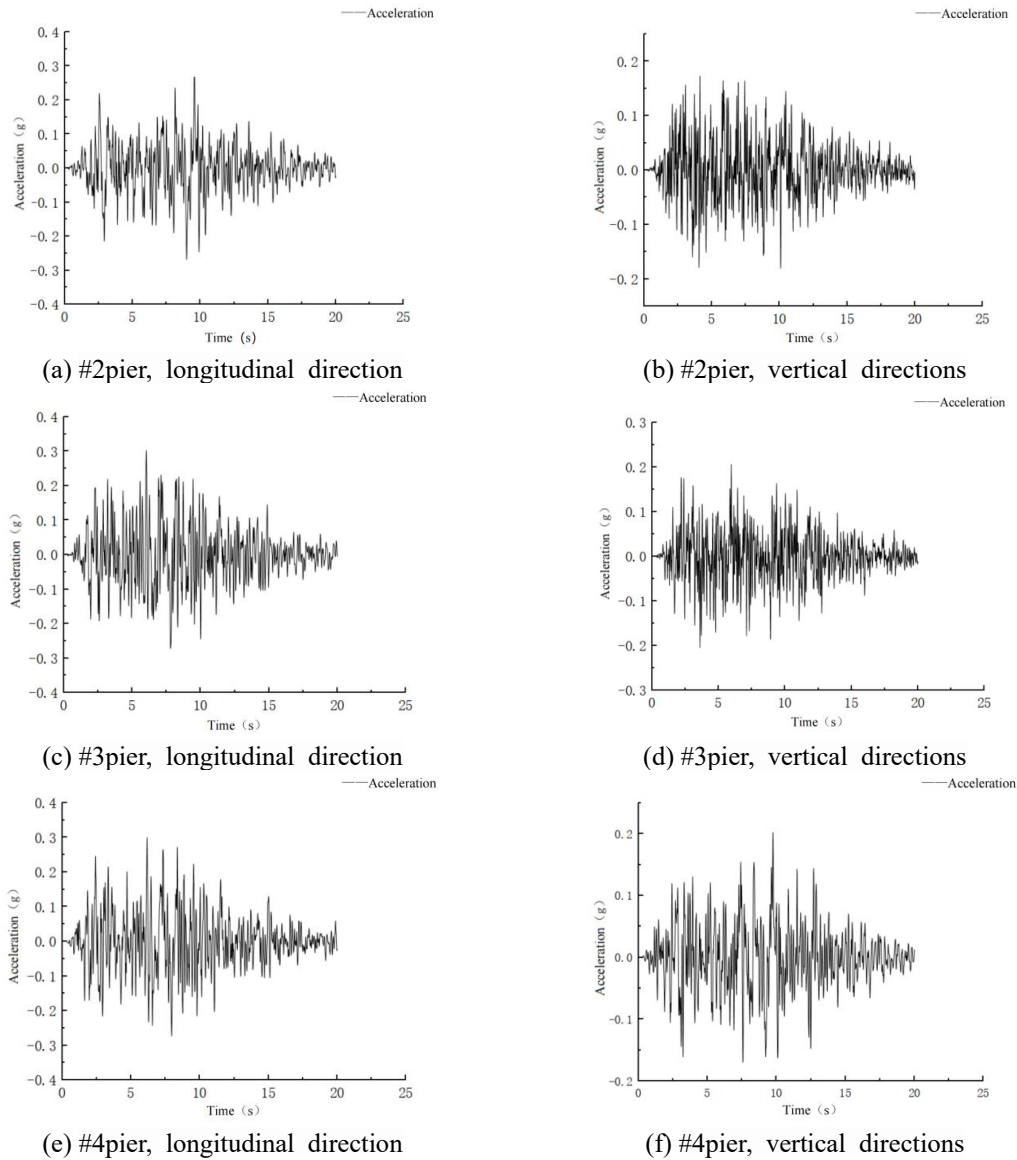 ——Acceleration
0.4
0.3
0.2
0.1
0.0
-0.1
-0.2
-0.3
-0.4
Acceleration（g）
0 5 10 15 20 25
Time (s)
(a) #2pier, longitudinal direction
——Acceleration
0.2
0.1
0.0
-0.1
-0.2
Acceleration（g）
0 5 10 15 20 25
Time（s）
(b) #2pier, vertical directions
——Acceleration
0.4
0.3
0.2
0.1
0.0
-0.1
-0.2
-0.3
-0.4
Acceleration（g）
0 5 10 15 20 25
Time（s）
(c) #3pier, longitudinal direction
——Acceleration
0.3
0.2
0.1
0.0
-0.1
-0.2
-0.3
Acceleration（g）
0 5 10 15 20 25
Time（s）
(d) #3pier, vertical directions
——Acceleration
0.4
0.3
0.2
0.1
0.0
-0.1
-0.2
-0.3
-0.4
Acceleration（g）
0 5 10 15 20 25
Time（s）
(e) #4pier, longitudinal direction
——Acceleration
0.2
0.1
0.0
-0.1
-0.2
Acceleration（g）
0 5 10 15 20 25
Time（s）
(f) #4pier, vertical directions